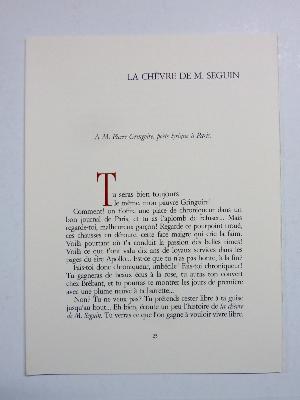 LA CHÈVRE DE M. SEGUIN
A M. Pierre Gringoire, poète lyrique à Paris.
Tu seras bien toujours
le même, mon pauvre Gringoire!
Comment! on t'offre une place de chroniqueur dans un
bon journal de Paris, et tu as l'aplomb de refuser... Mais
regarde-toi, malheureux garçon! Regarde ce pourpoint troué,
ces chausses en déroute, cette face maigre qui crie la faim.
Voilà pourtant où t'a conduit la passion des belles rimes!
Voilà ce que t'ont valu dix ans de loyaux services dans les
pages du sire Apollo... Est-ce que tu n'as pas honte, à la fin?
Fais-toi donc chroniqueur, imbécile! Fais-toi chroniqueur!
Tu gagneras de beaux écus à la rose, tu auras ton couvert
chez Brébant, et tu pourras te montrer les jours de première
avec une plume neuve à ta barrette...
Non? Tu ne veux pas? Tu prétends rester libre à ta guise
jusqu'au bout... Eh bien, écoute un peu l'histoire de la chèvre
de M. Seguin. Tu verras ce que l'on gagne à vouloir vivre libre.
25